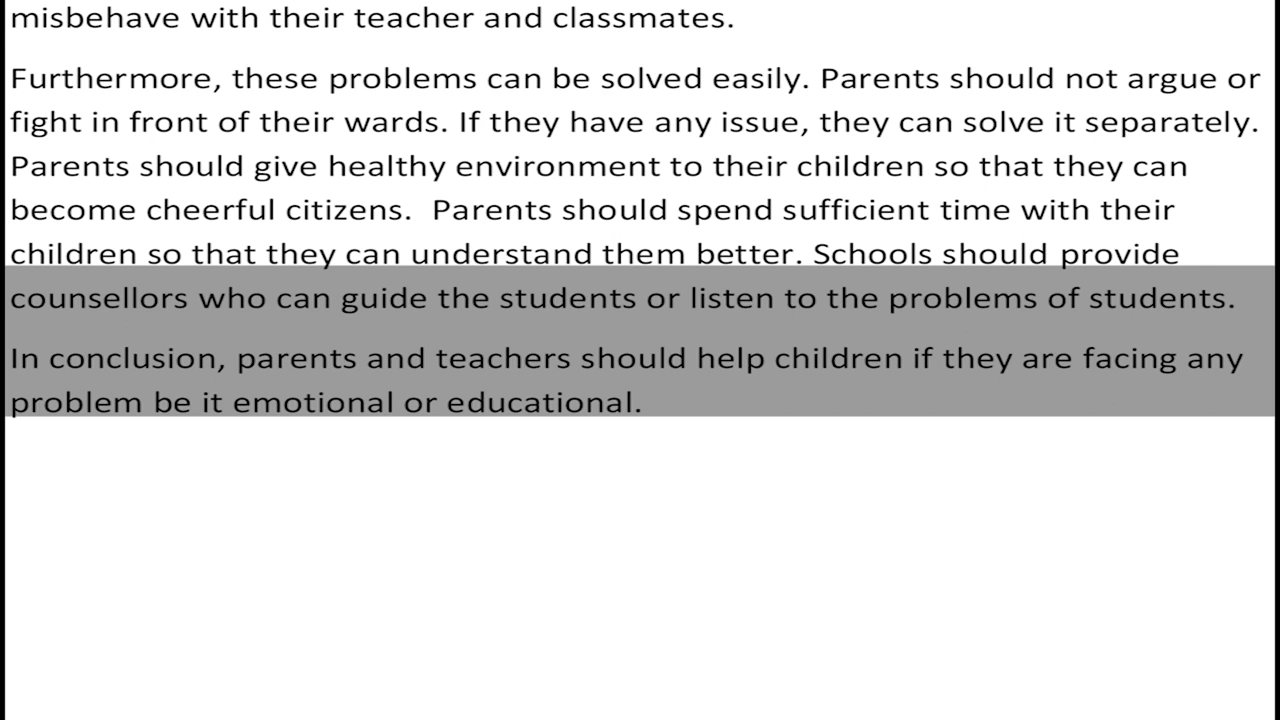 misbehave with their teacher and classmates.
Furthermore, these problems can be solved easily. Parents should not argue or
fight in front of their wards. If they have any issue, they can solve it separately.
Parents should give healthy environment to their children so that they can
become cheerful citizens.  Parents should spend sufficient time with their
children so that they can understand them better. Schools should provide
counsellors who can guide the students or listen to the problems of students.
In conclusion, parents and teachers should help children if they are facing any
problem be it emotional or educational.